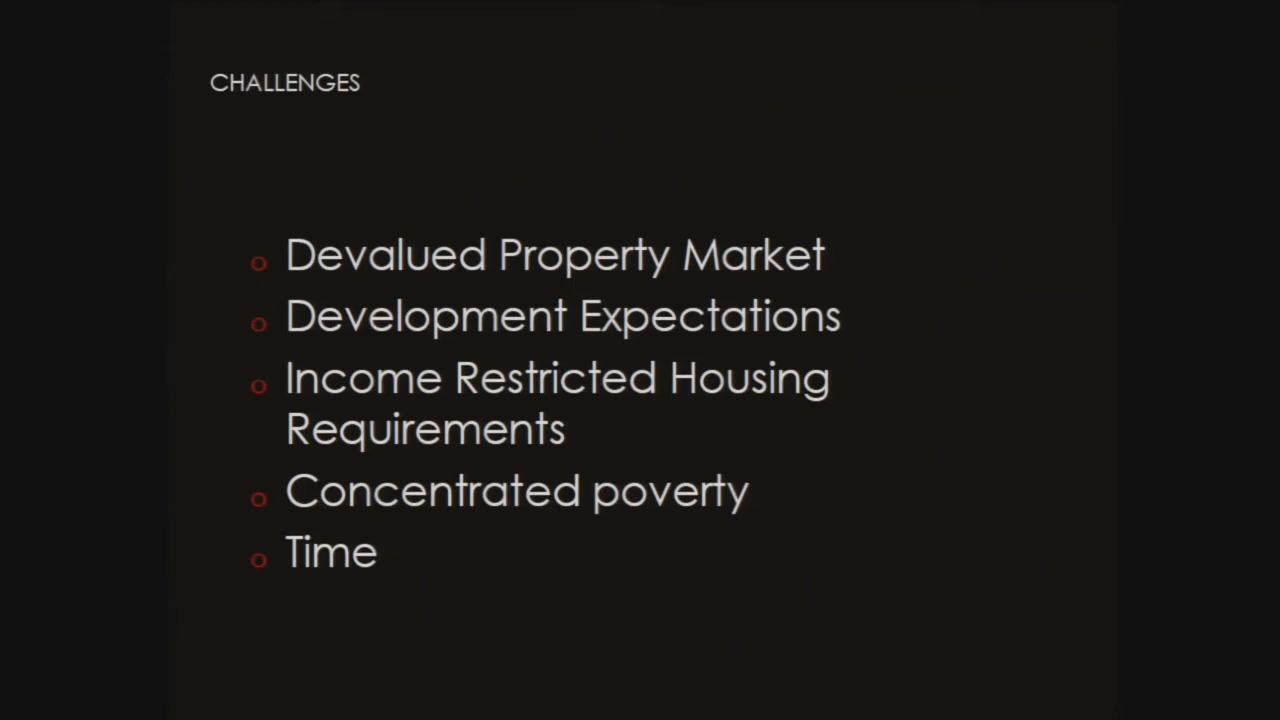 CHALLENGES
o Devalued Property Market
o Development Expectations
o Income Restricted Housing
Requirements
o Concentrated poverty
o Time